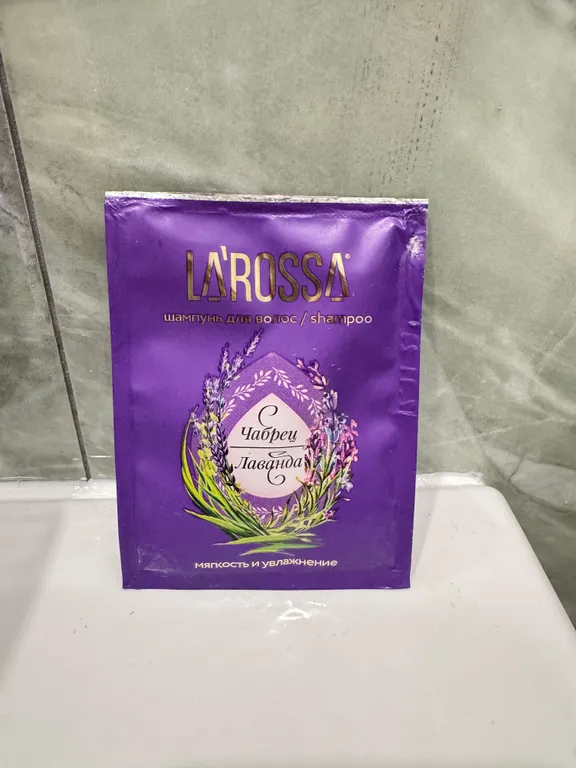 LA'ROSSA®
шампунь для волос / shampoo
Чабрец
Лаванда
мягкость и увлажнение